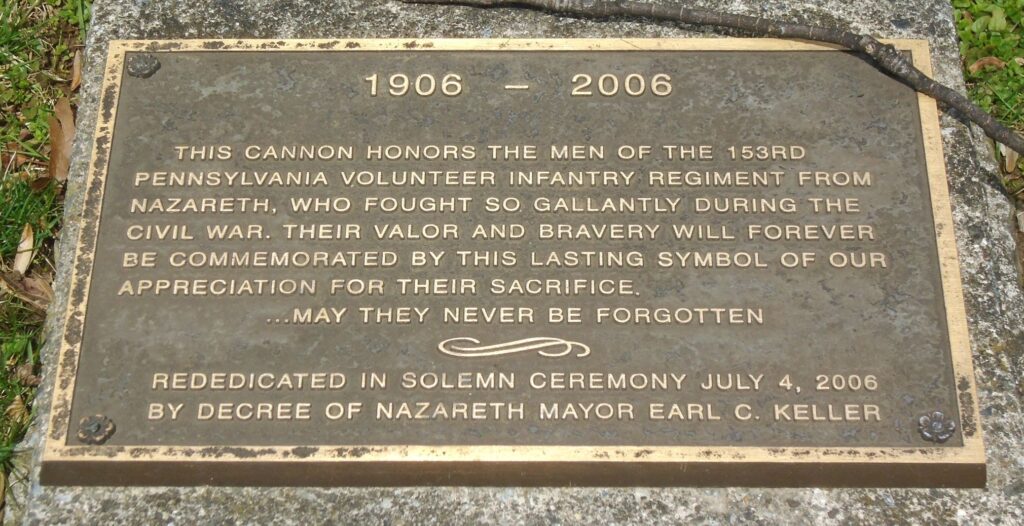 1906 – 2006
THIS CANNON HONORS THE MEN OF THE 153RD
PENNSYLVANIA VOLUNTEER INFANTRY REGIMENT FROM
NAZARETH, WHO FOUGHT SO GALLANTLY DURING THE
CIVIL WAR. THEIR VALOR AND BRAVERY WILL FOREVER
BE COMMEMORATED BY THIS LASTING SYMBOL OF OUR
APPRECIATION FOR THEIR SACRIFICE.
...MAY THEY NEVER BE FORGOTTEN
REDEDICATED IN SOLEMN CEREMONY JULY 4, 2006
BY DECREE OF NAZARETH MAYOR EARL C. KELLER